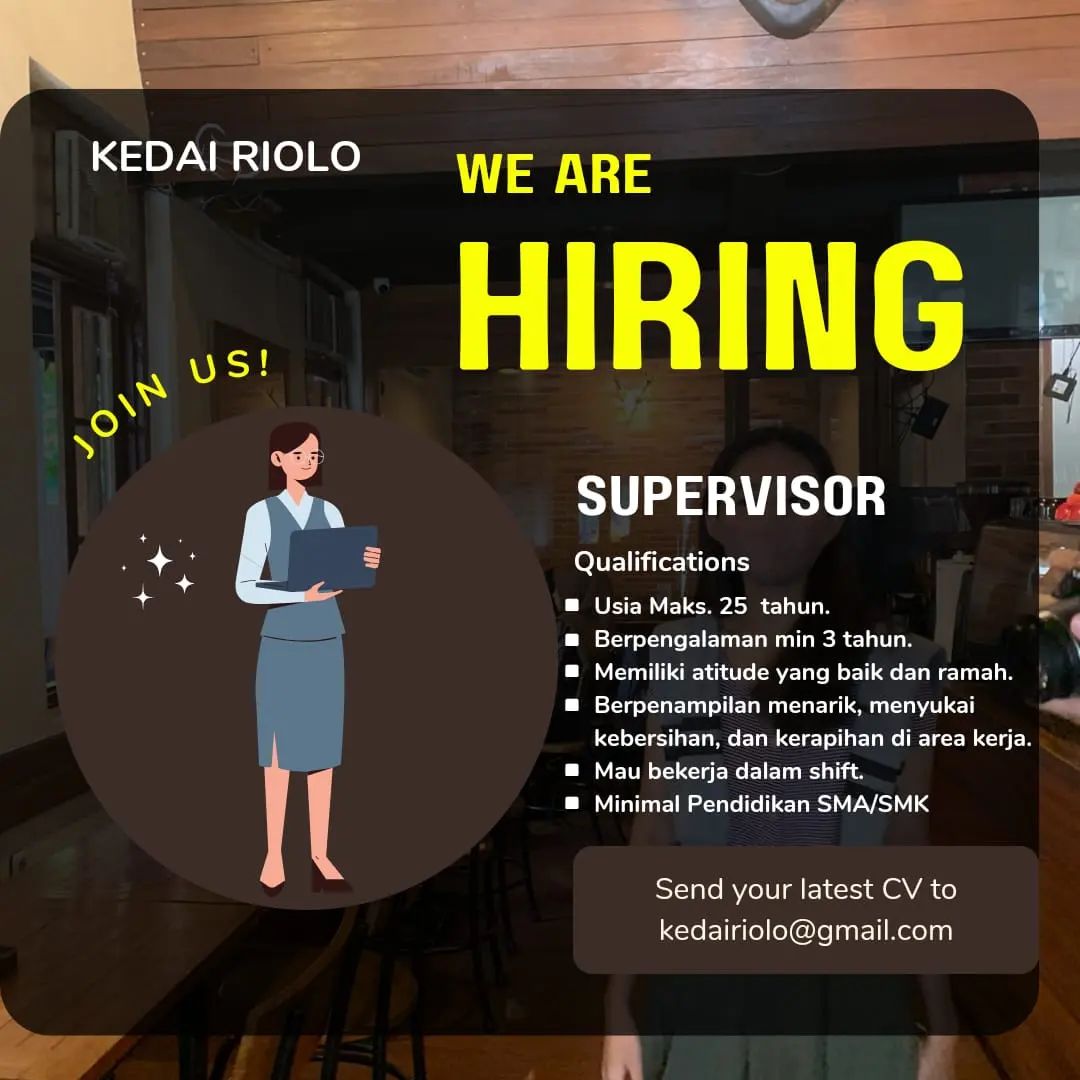 KEDAI RIOLO
WE ARE
HIRING
JOIN US!
SUPERVISOR
Qualifications
Usia Maks. 25 tahun.
Berpengalaman min 3 tahun.
Memiliki atitude yang baik dan ramah.
Berpenampilan menarik, menyukai
kebersihan, dan kerapihan di area kerja.
Mau bekerja dalam shift.
Minimal Pendidikan SMA/SMK
Send your latest CV to
kedairiolo@gmail.com